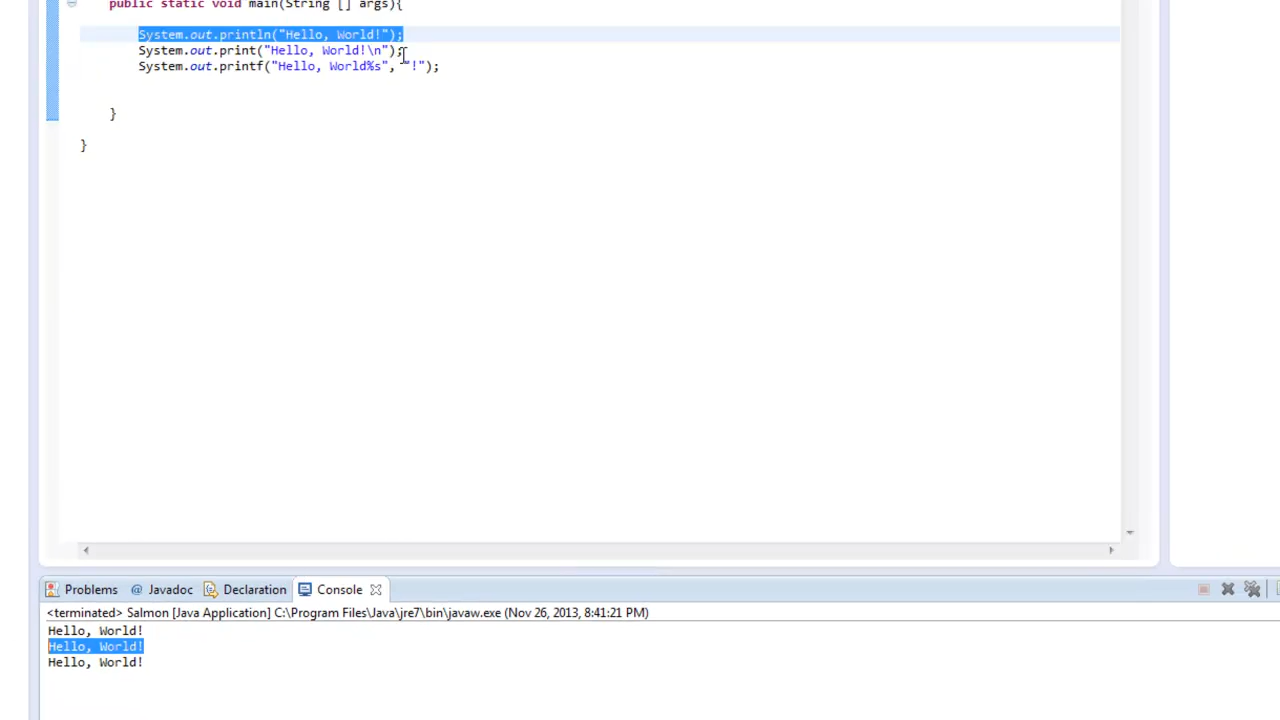 public static void main(String [] args){
System.out.println("Hello, World!");
System.out.print("Hello, World!\n");
System.out.printf("Hello, World%s", "!");
}
}
Problems @ Javadoc Declaration Console
<terminated> Salmon [Java Application] C:\Program Files\Java\jre7\bin\javaw.exe (Nov 26, 2013, 8:41:21 PM)
Hello, World!
Hello, World!
Hello, World!